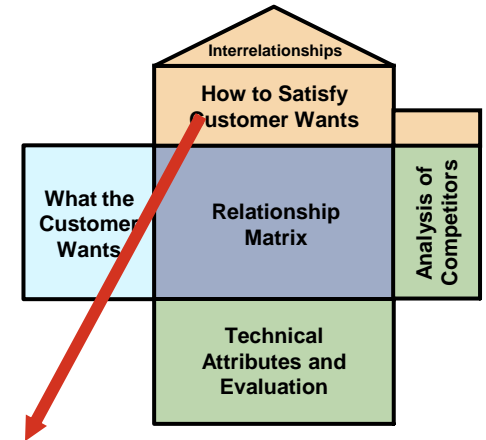 Interrelationships
How to Satisfy
Customer Wants
What the
Customer
Wants
Relationship
Matrix
Analysis of
Competitors
Technical
Attributes and
Evaluation